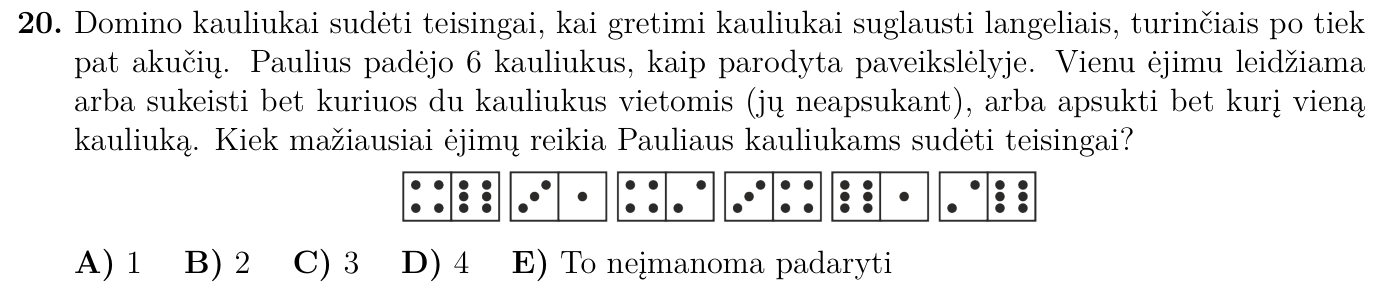 20. Domino kauliukai sudėti teisingai, kai gretimi kauliukai suglausti langeliais, turinčiais po tiek
pat akučių. Paulius padėjo 6 kauliukus, kaip parodyta paveikslėlyje. Vienu ėjimu leidžiama
arba sukeisti bet kuriuos du kauliukus vietomis (jų neapsukant), arba apsukti bet kurį vieną
kauliuką. Kiek mažiausiai ėjimų reikia Pauliaus kauliukams sudėti teisingai?
A) 1 B) 2 C) 3 D) 4 E) To neįmanoma padaryti